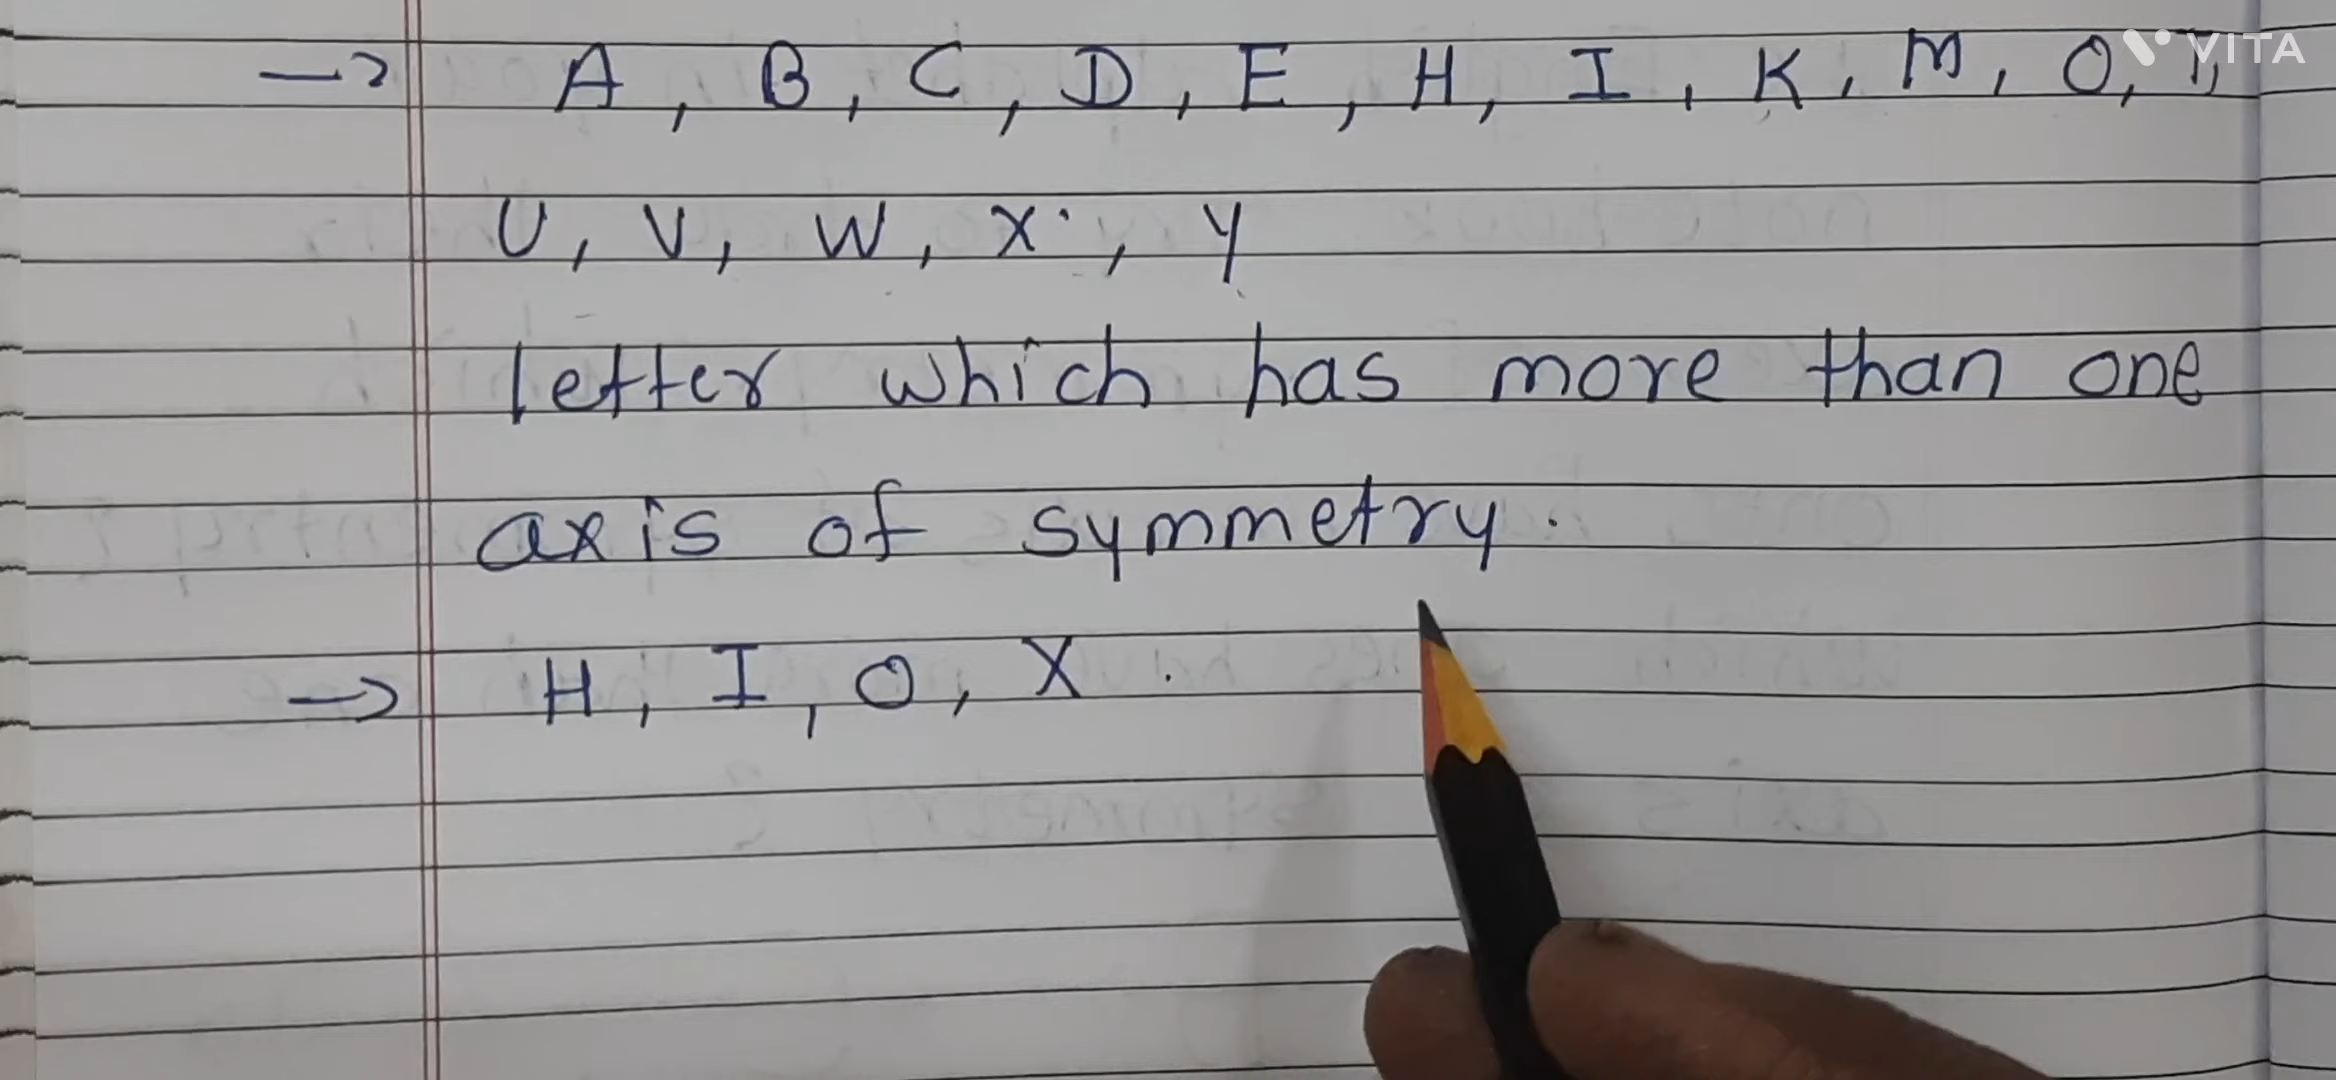 → A, B, C, D, E, H, I, K, M, O, T,
VITA
U, V, W, X, Y
letter which has more than one
axis of symmetry.
→ H, I, O, X.